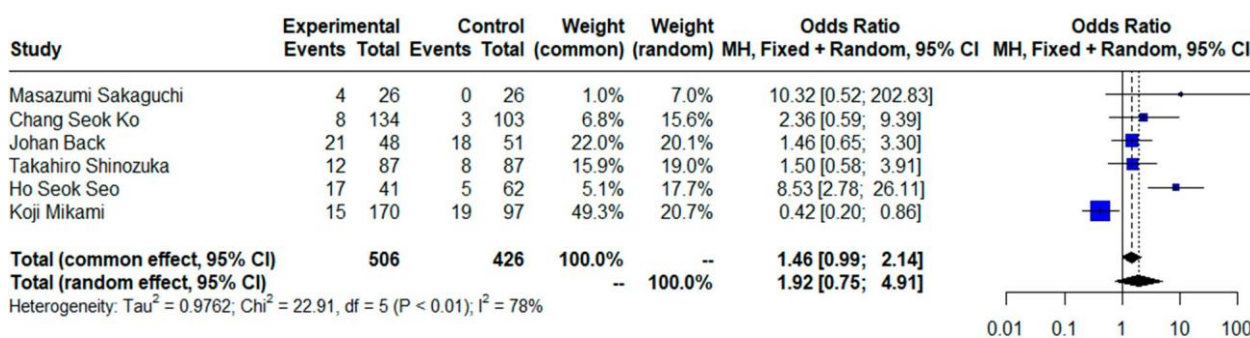 Experimental Control Weight Weight Odds Ratio Odds Ratio
Study Events Total Events Total (common) (random) MH, Fixed + Random, 95% CI MH, Fixed + Random, 95% CI
Masazumi Sakaguchi 4 26 0 26 1.0% 7.0% 10.32 [0.52; 202.83]
Chang Seok Ko 8 134 3 103 6.8% 15.6% 2.36 [0.59; 9.39]
Johan Back 21 48 18 51 22.0% 20.1% 1.46 [0.65; 3.30]
Takahiro Shinozuka 12 87 8 87 15.9% 19.0% 1.50 [0.58; 3.91]
Ho Seok Seo 17 41 5 62 5.1% 17.7% 8.53 [2.78; 26.11]
Koji Mikami 15 170 19 97 49.3% 20.7% 0.42 [0.20; 0.86]
Total (common effect, 95% CI) 506 426 100.0% -- 1.46 [0.99; 2.14]
Total (random effect, 95% CI) -- 100.0% 1.92 [0.75; 4.91]
Heterogeneity: Tau² = 0.9762; Chi² = 22.91, df = 5 (P < 0.01); I² = 78%
0.01 0.1 1 10 100